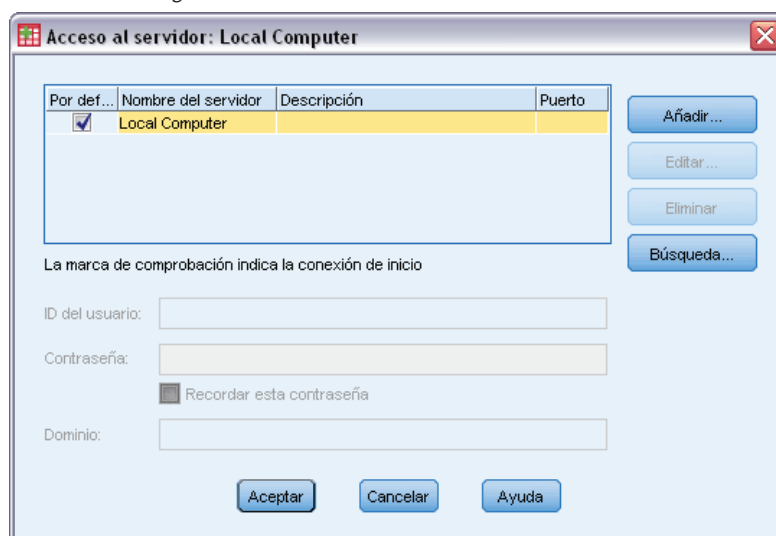 Acceso al servidor: Local Computer
Por def... Nombre del servidor Descripción Puerto
Local Computer
Añadir...
Editar...
Eliminar
Búsqueda...
La marca de comprobación indica la conexión de inicio
ID del usuario:
Contraseña:
Recordar esta contraseña
Dominio:
Aceptar Cancelar Ayuda